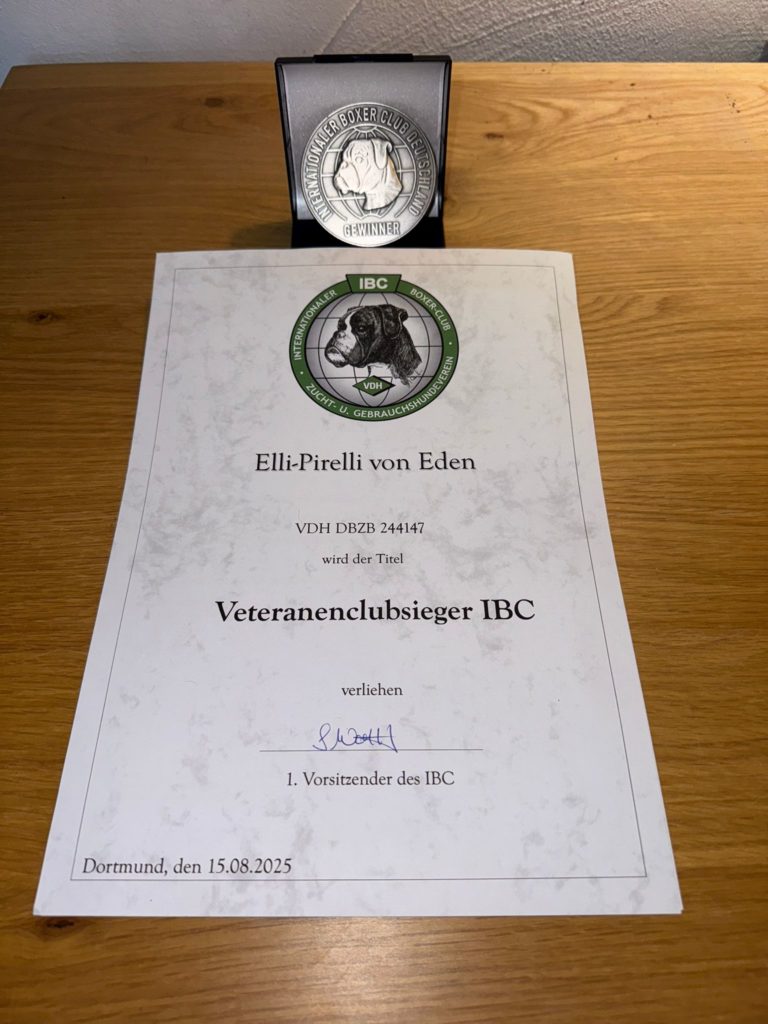 INTERNATIONALER BOXER CLUB DEUTSCHLAND
GEWINNER
IBC
INTERNATIONALER BOXER-CLUB
VDH
ZUCHT- U. GEBRAUCHSHUNDEVEREIN
Elli-Pirelli von Eden
VDH DBZB 244147
wird der Titel
Veteranenclubsieger IBC
verliehen
1. Vorsitzender des IBC
Dortmund, den 15.08.2025